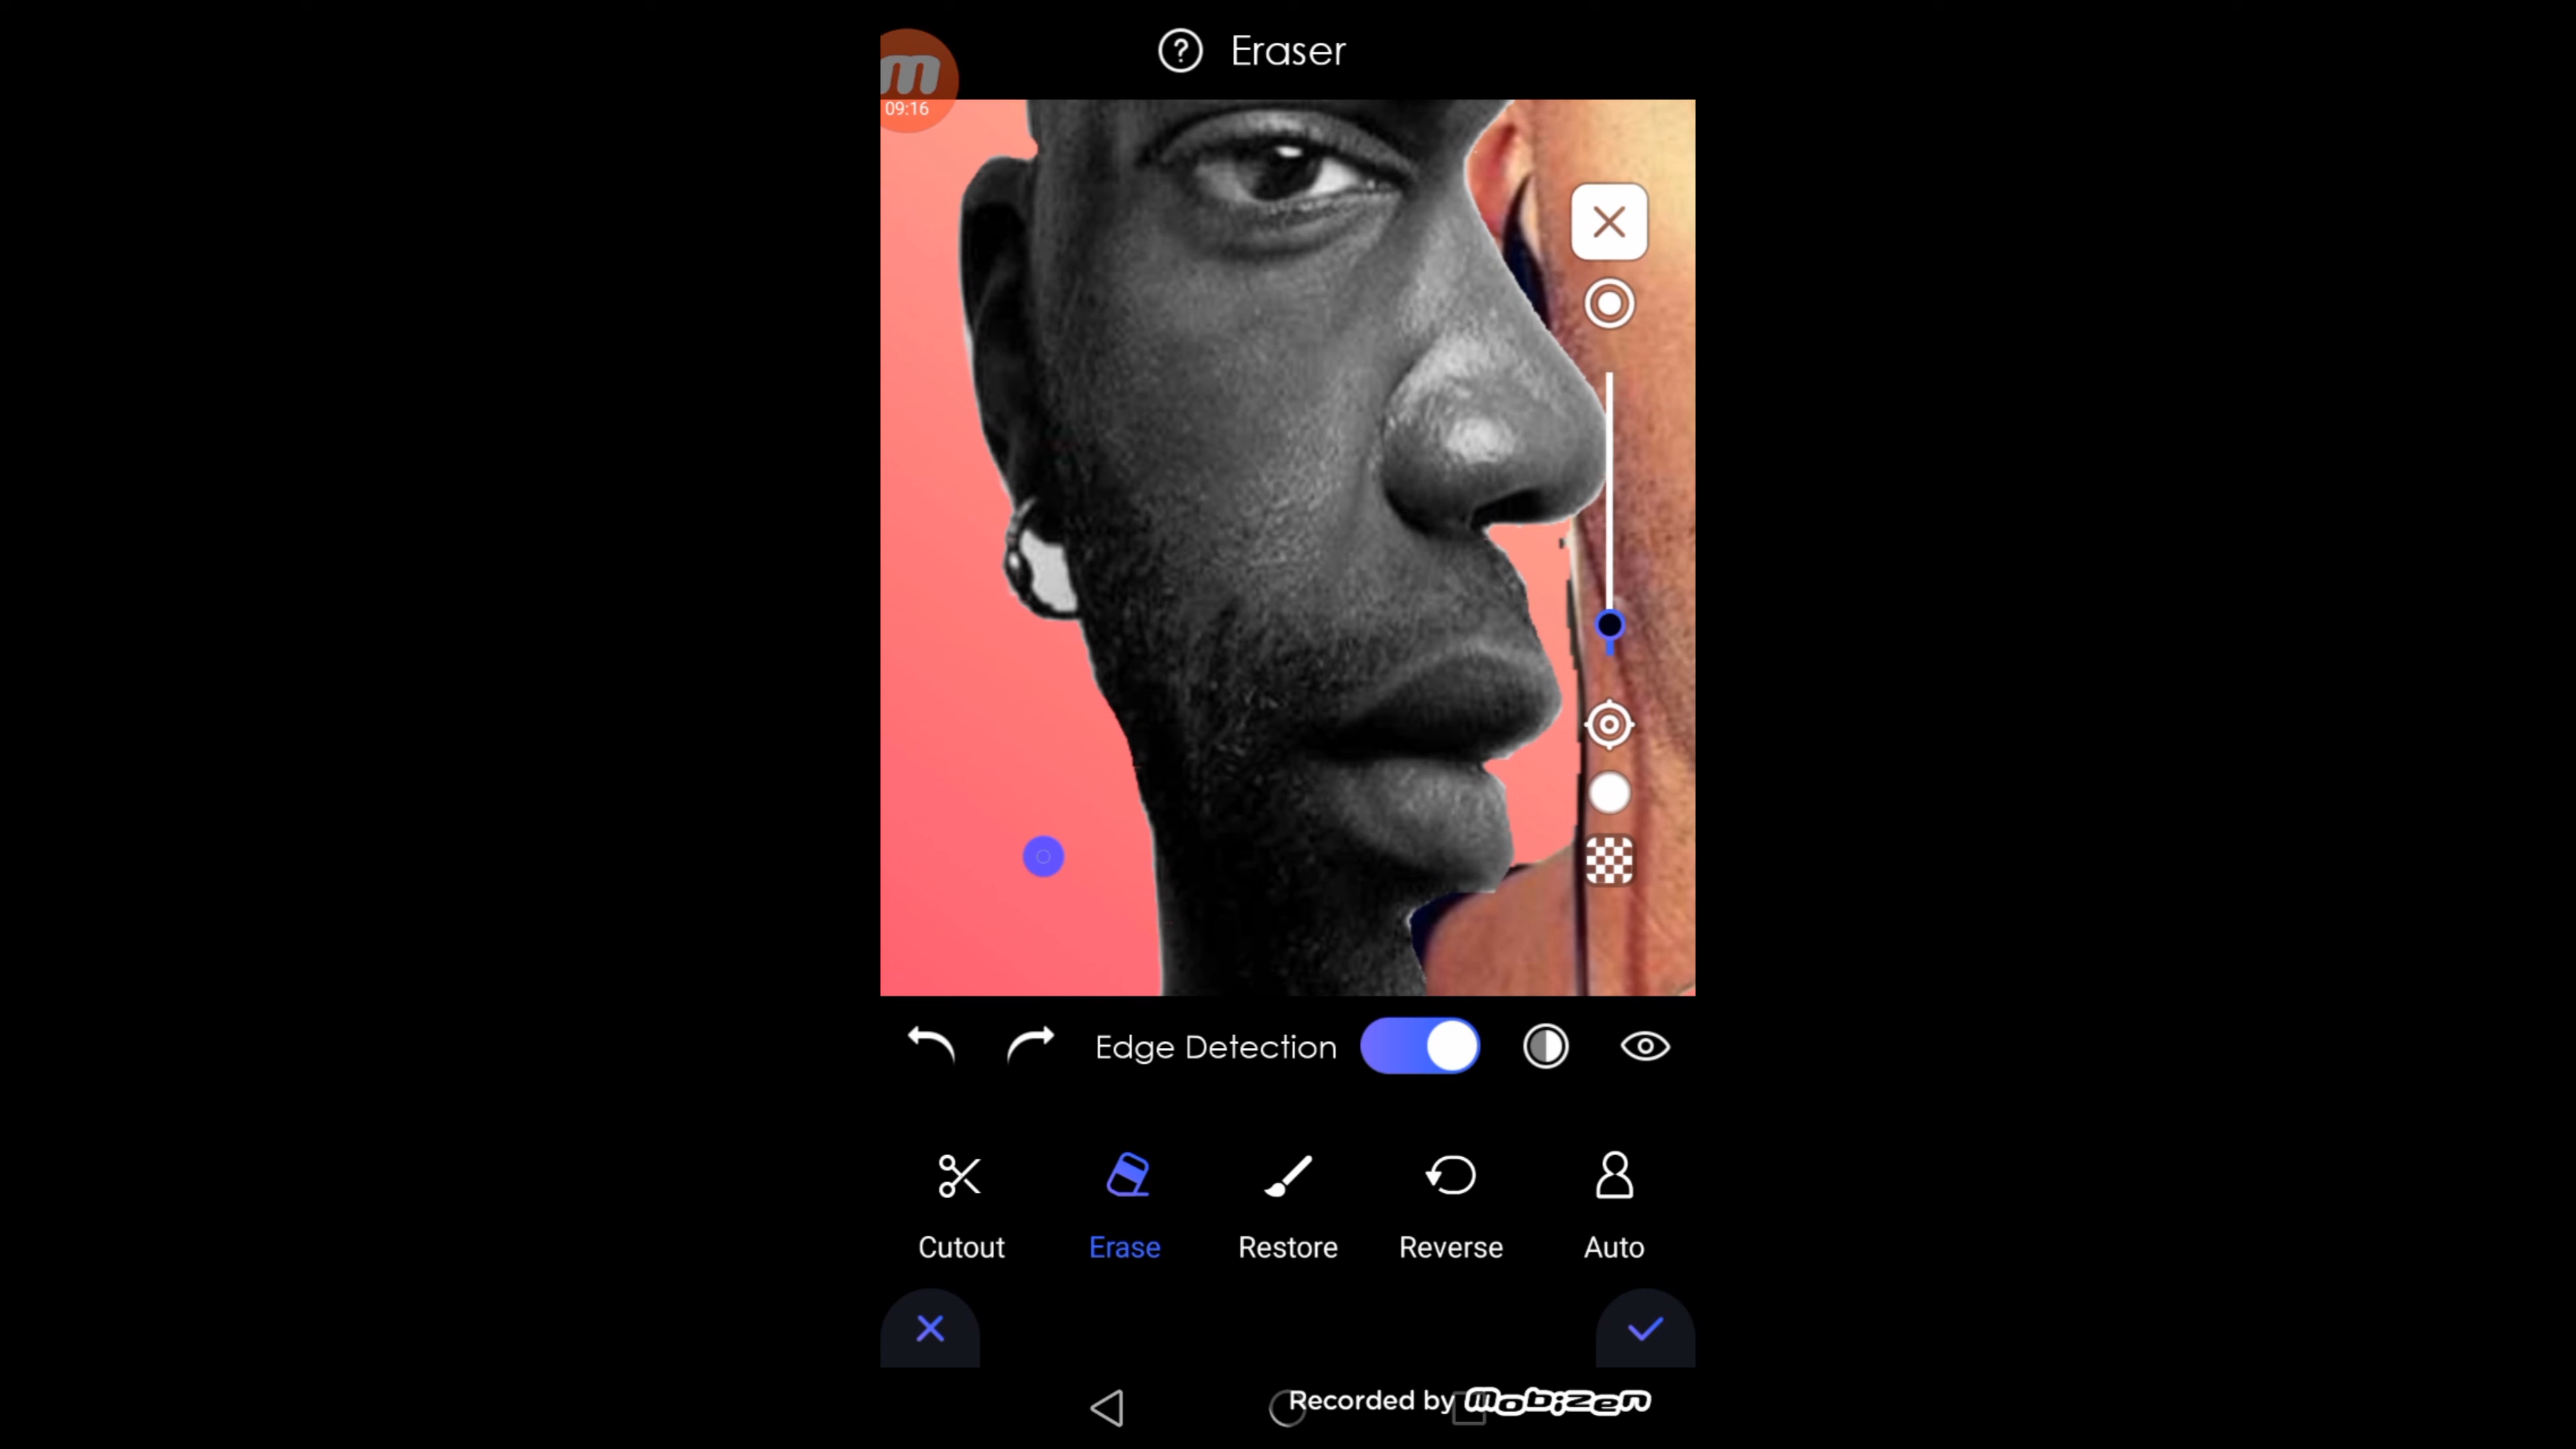 Eraser
09:16
Edge Detection
Cutout
Erase
Restore
Reverse
Auto
Recorded by mobizen